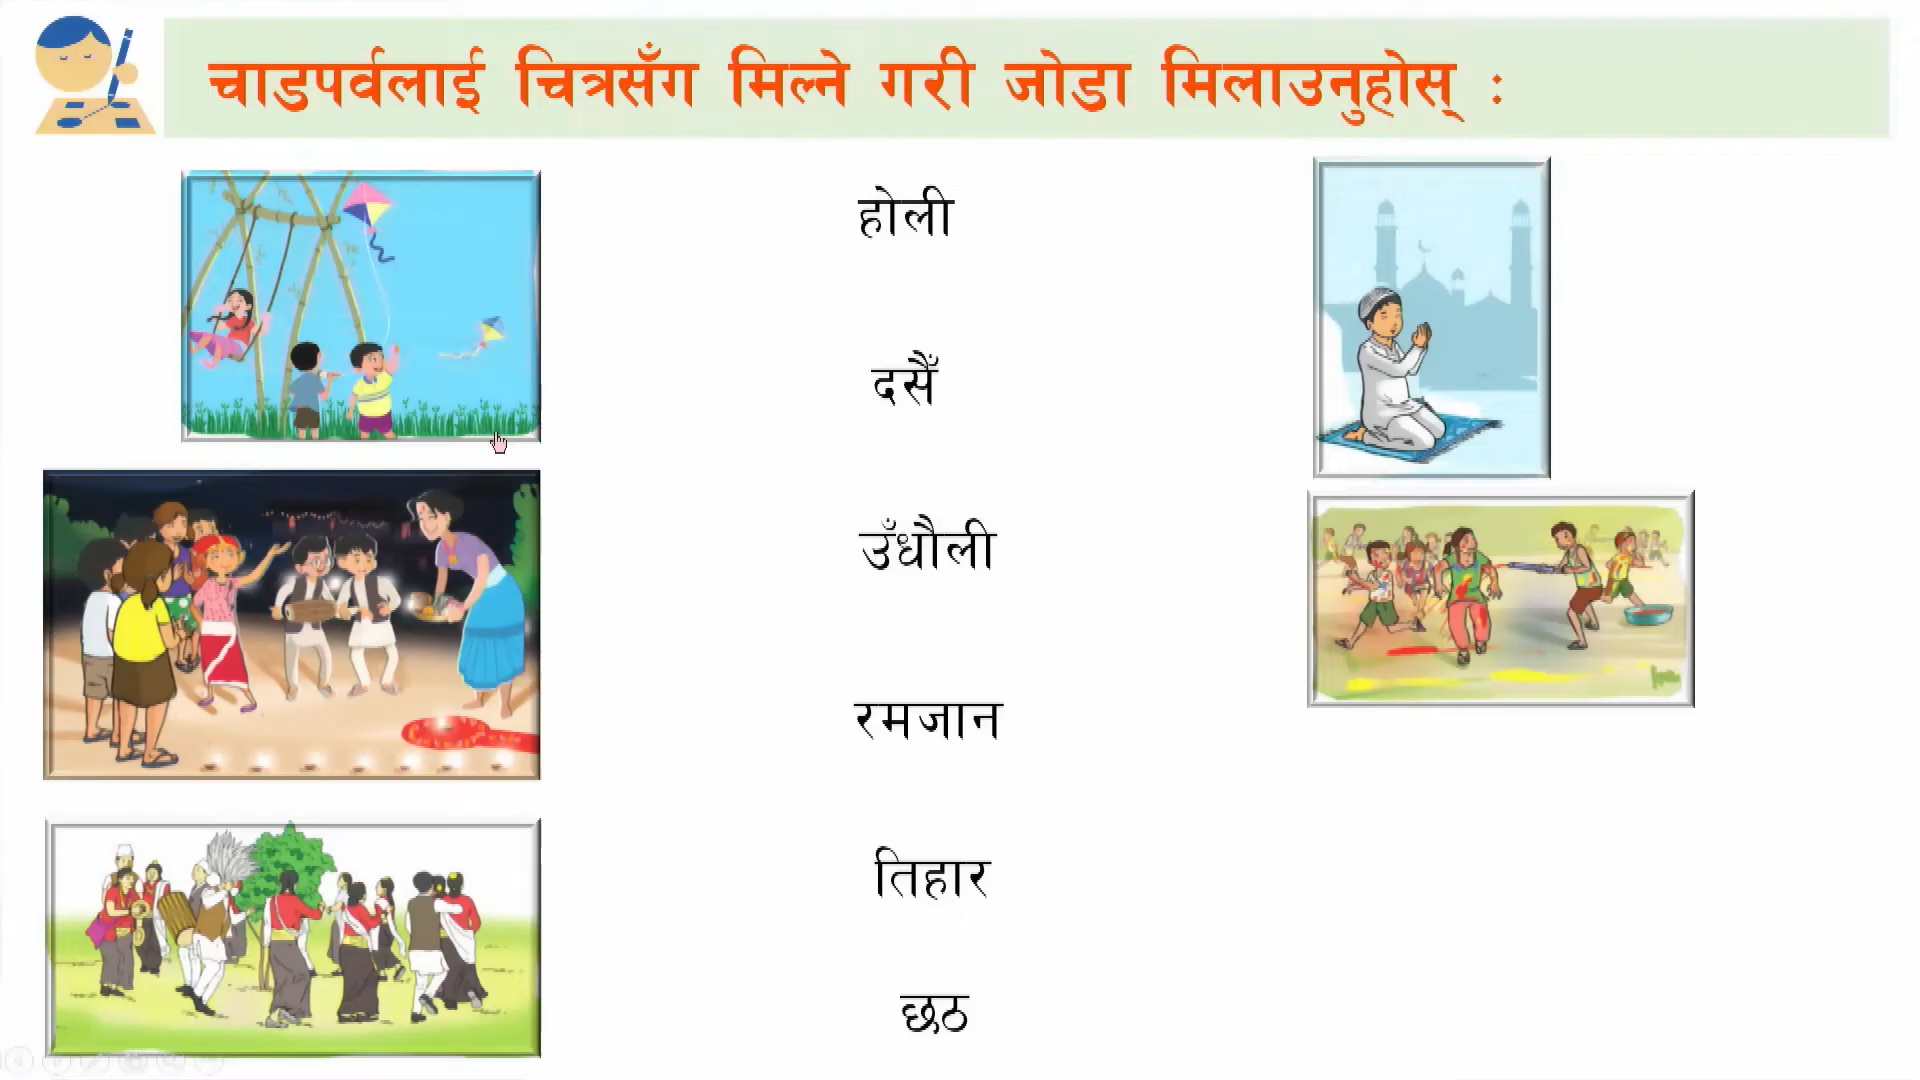 चाडपर्वलाई चित्रसँग मिल्ने गरी जोडा मिलाउनुहोस् :
होली
दसैँ
उँधौली
रमजान
तिहार
छठ